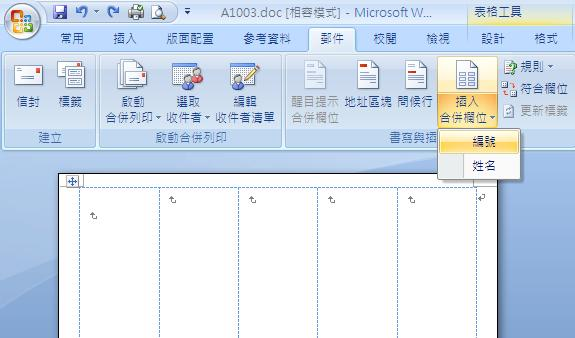 A1003.doc [相容模式] - Microsoft W... 表格工具
常用 插入 版面配置 參考資料 郵件 校閱 檢視 設計 格式
信封 標籤 啟動 合併列印 選取 收件者 編輯 收件者清單 醒目提示 合併欄位 地址區塊 問候行 插入 合併欄位 規則 符合欄位 更新標籤
建立 啟動合併列印 書寫與插
編號
姓名